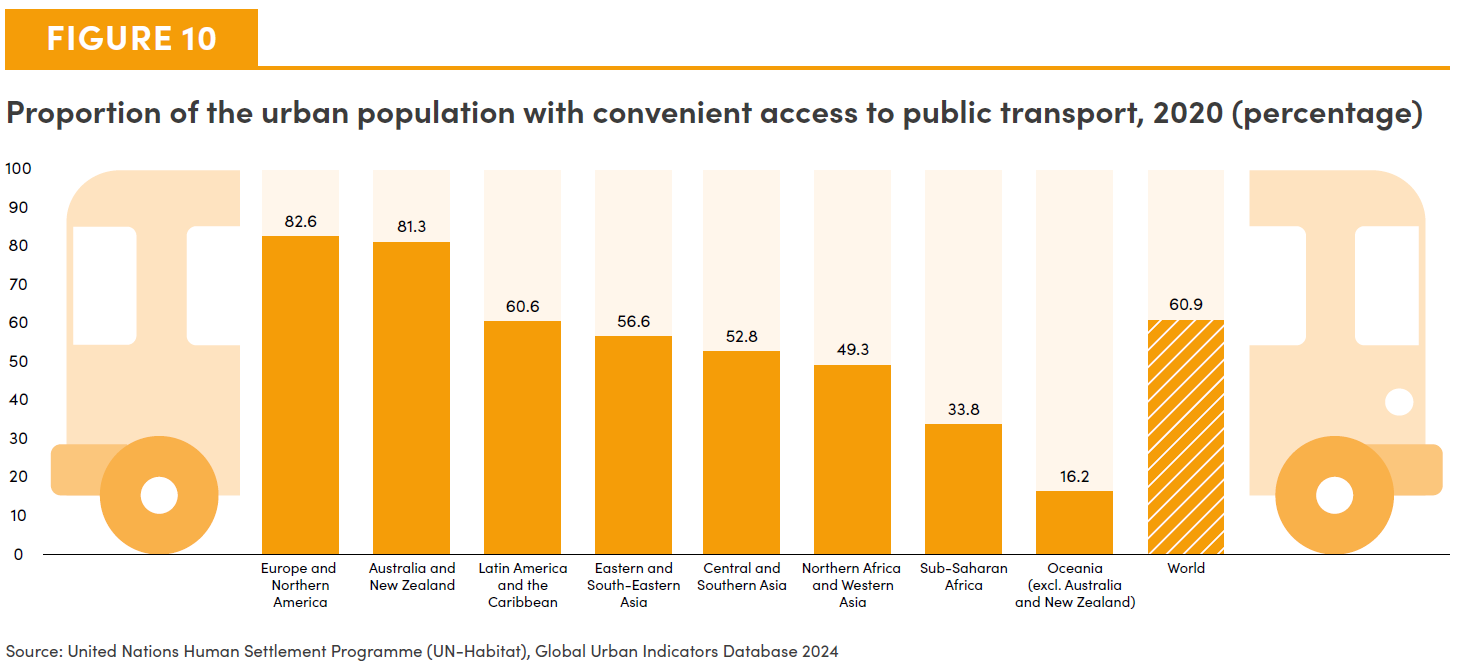 FIGURE 10
Proportion of the urban population with convenient access to public transport, 2020 (percentage)
100
90
80
70
60
50
40
30
20
10
0
82.6
81.3
60.6
56.6
52.8
49.3
33.8
16.2
60.9
Europe and
Northern
America
Australia and
New Zealand
Latin America
and the
Caribbean
Eastern and
South-Eastern
Asia
Central and
Southern Asia
Northern Africa
and Western
Asia
Sub-Saharan
Africa
Oceania
(excl. Australia
and New Zealand)
World
Source: United Nations Human Settlement Programme (UN-Habitat), Global Urban Indicators Database 2024